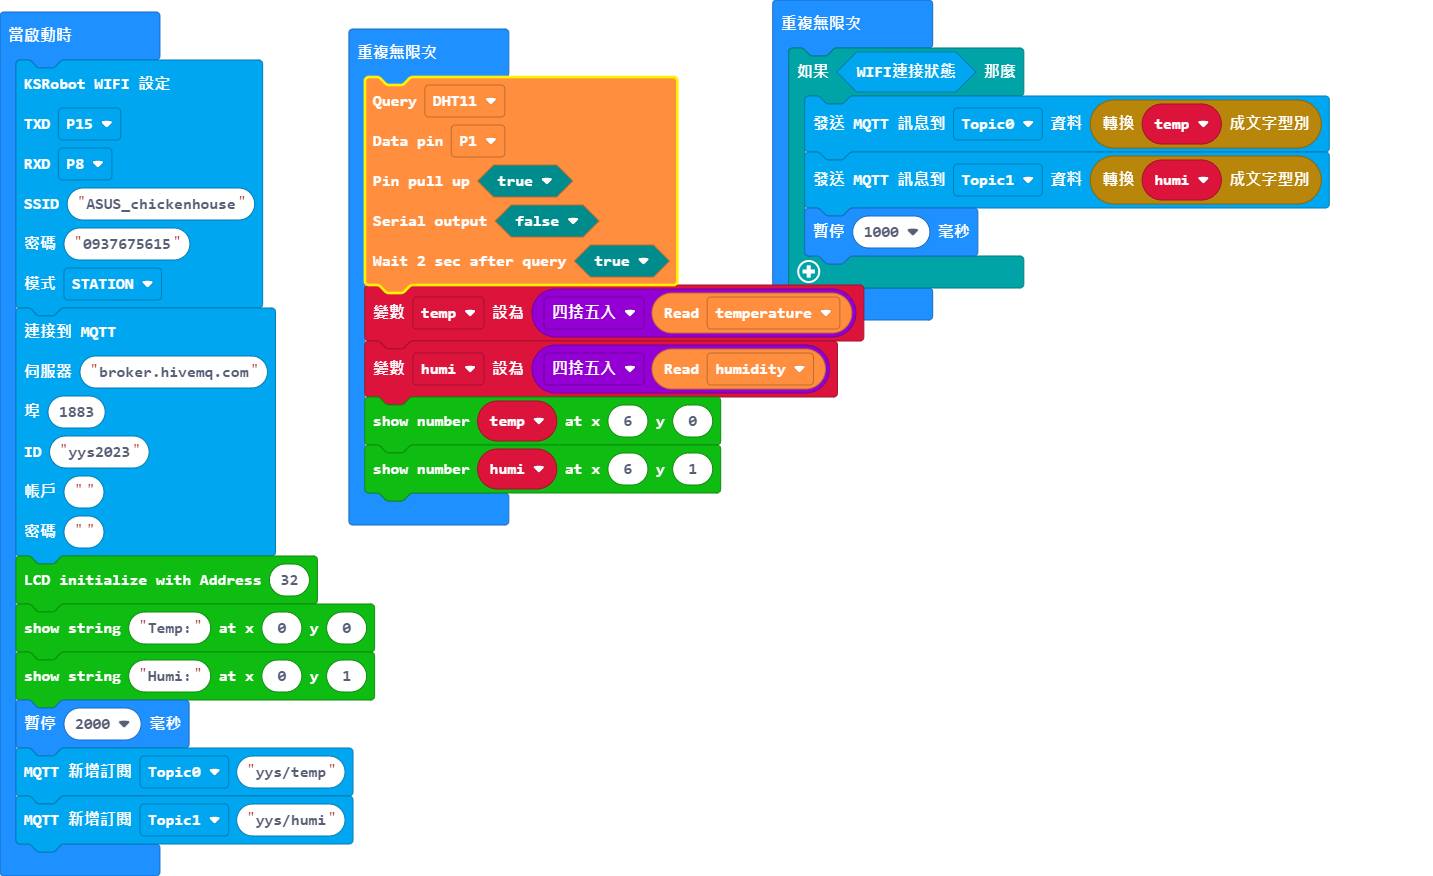 當啟動時
KSRobot WIFI 設定
TXD P15
RXD P8
SSID "ASUS_chickenhouse"
密碼 "0937675615"
模式 STATION
連接到 MQTT
伺服器 "broker.hivemq.com"
埠 1883
ID "yys2023"
帳戶 ""
密碼 ""
LCD initialize with Address 32
show string "Temp:" at x 0 y 0
show string "Humi:" at x 0 y 1
暫停 2000 毫秒
MQTT 新增訂閱 Topic0 "yys/temp"
MQTT 新增訂閱 Topic1 "yys/humi"
重複無限次
Query DHT11
Data pin P1
Pin pull up true
Serial output false
Wait 2 sec after query true
變數 temp 設為 四捨五入 Read temperature
變數 humi 設為 四捨五入 Read humidity
show number temp at x 6 y 0
show number humi at x 6 y 1
重複無限次
如果 WIFI連接狀態 那麼
發送 MQTT 訊息到 Topic0 資料 轉換 temp 成文字型別
發送 MQTT 訊息到 Topic1 資料 轉換 humi 成文字型別
暫停 1000 毫秒